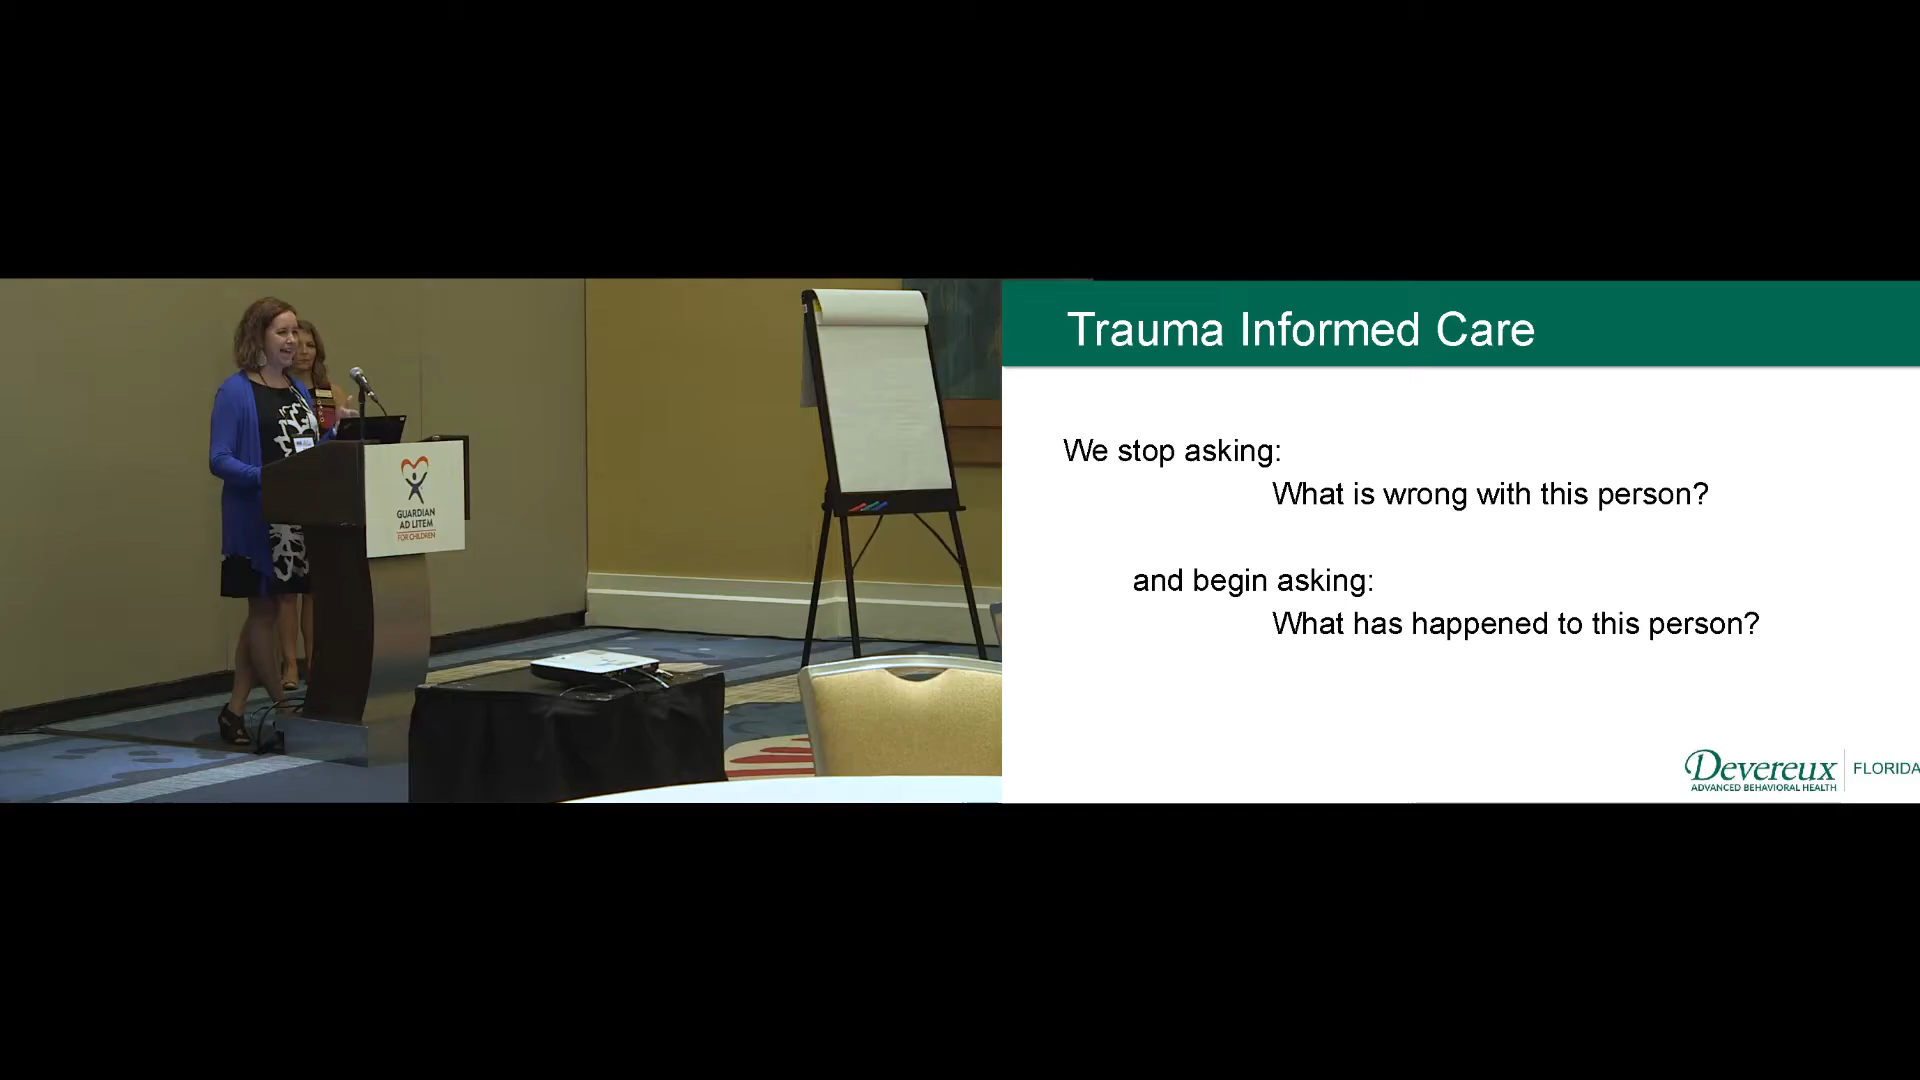 GUARDIAN
AD LITEM
FOR CHILDREN
Trauma Informed Care
We stop asking:
What is wrong with this person?
and begin asking:
What has happened to this person?
Devereux
ADVANCED BEHAVIORAL HEALTH
FLORIDA